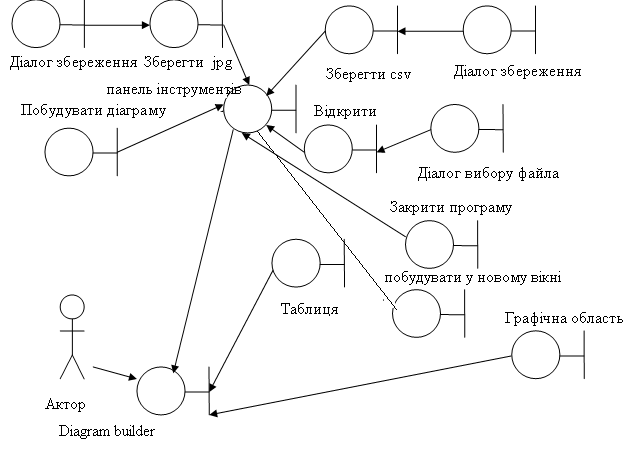 Діалог збереження
Зберегти jpg
Зберегти csv
Діалог збереження
панель інструментів
Побудувати діаграму
Відкрити
Діалог вибору файла
Закрити програму
побудувати у новому вікні
Таблиця
Графічна область
Актор
Diagram builder